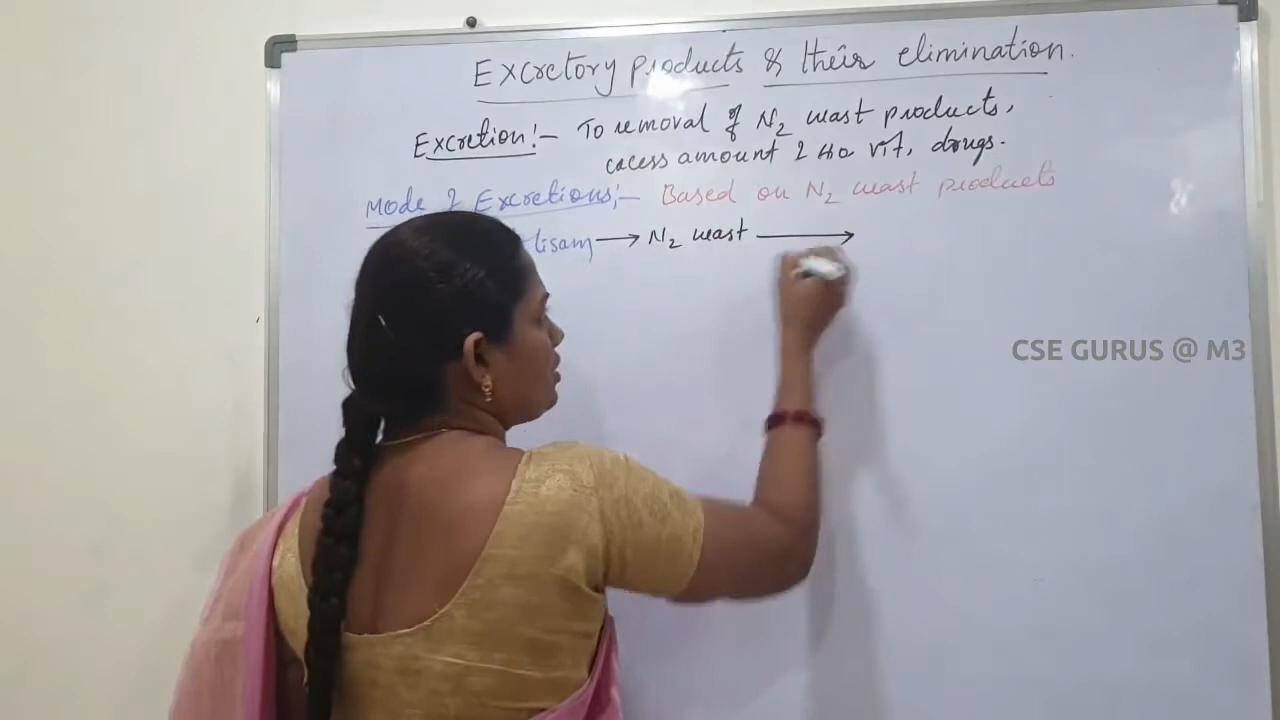 Excretory products & their elimination.
Excretion:- To removal of N2 wast products,
excess amount of H2O vit, drugs.
Mode of Excretions:- Based on N2 wast products
lisam → N2 wast →
CSE GURUS @ M3